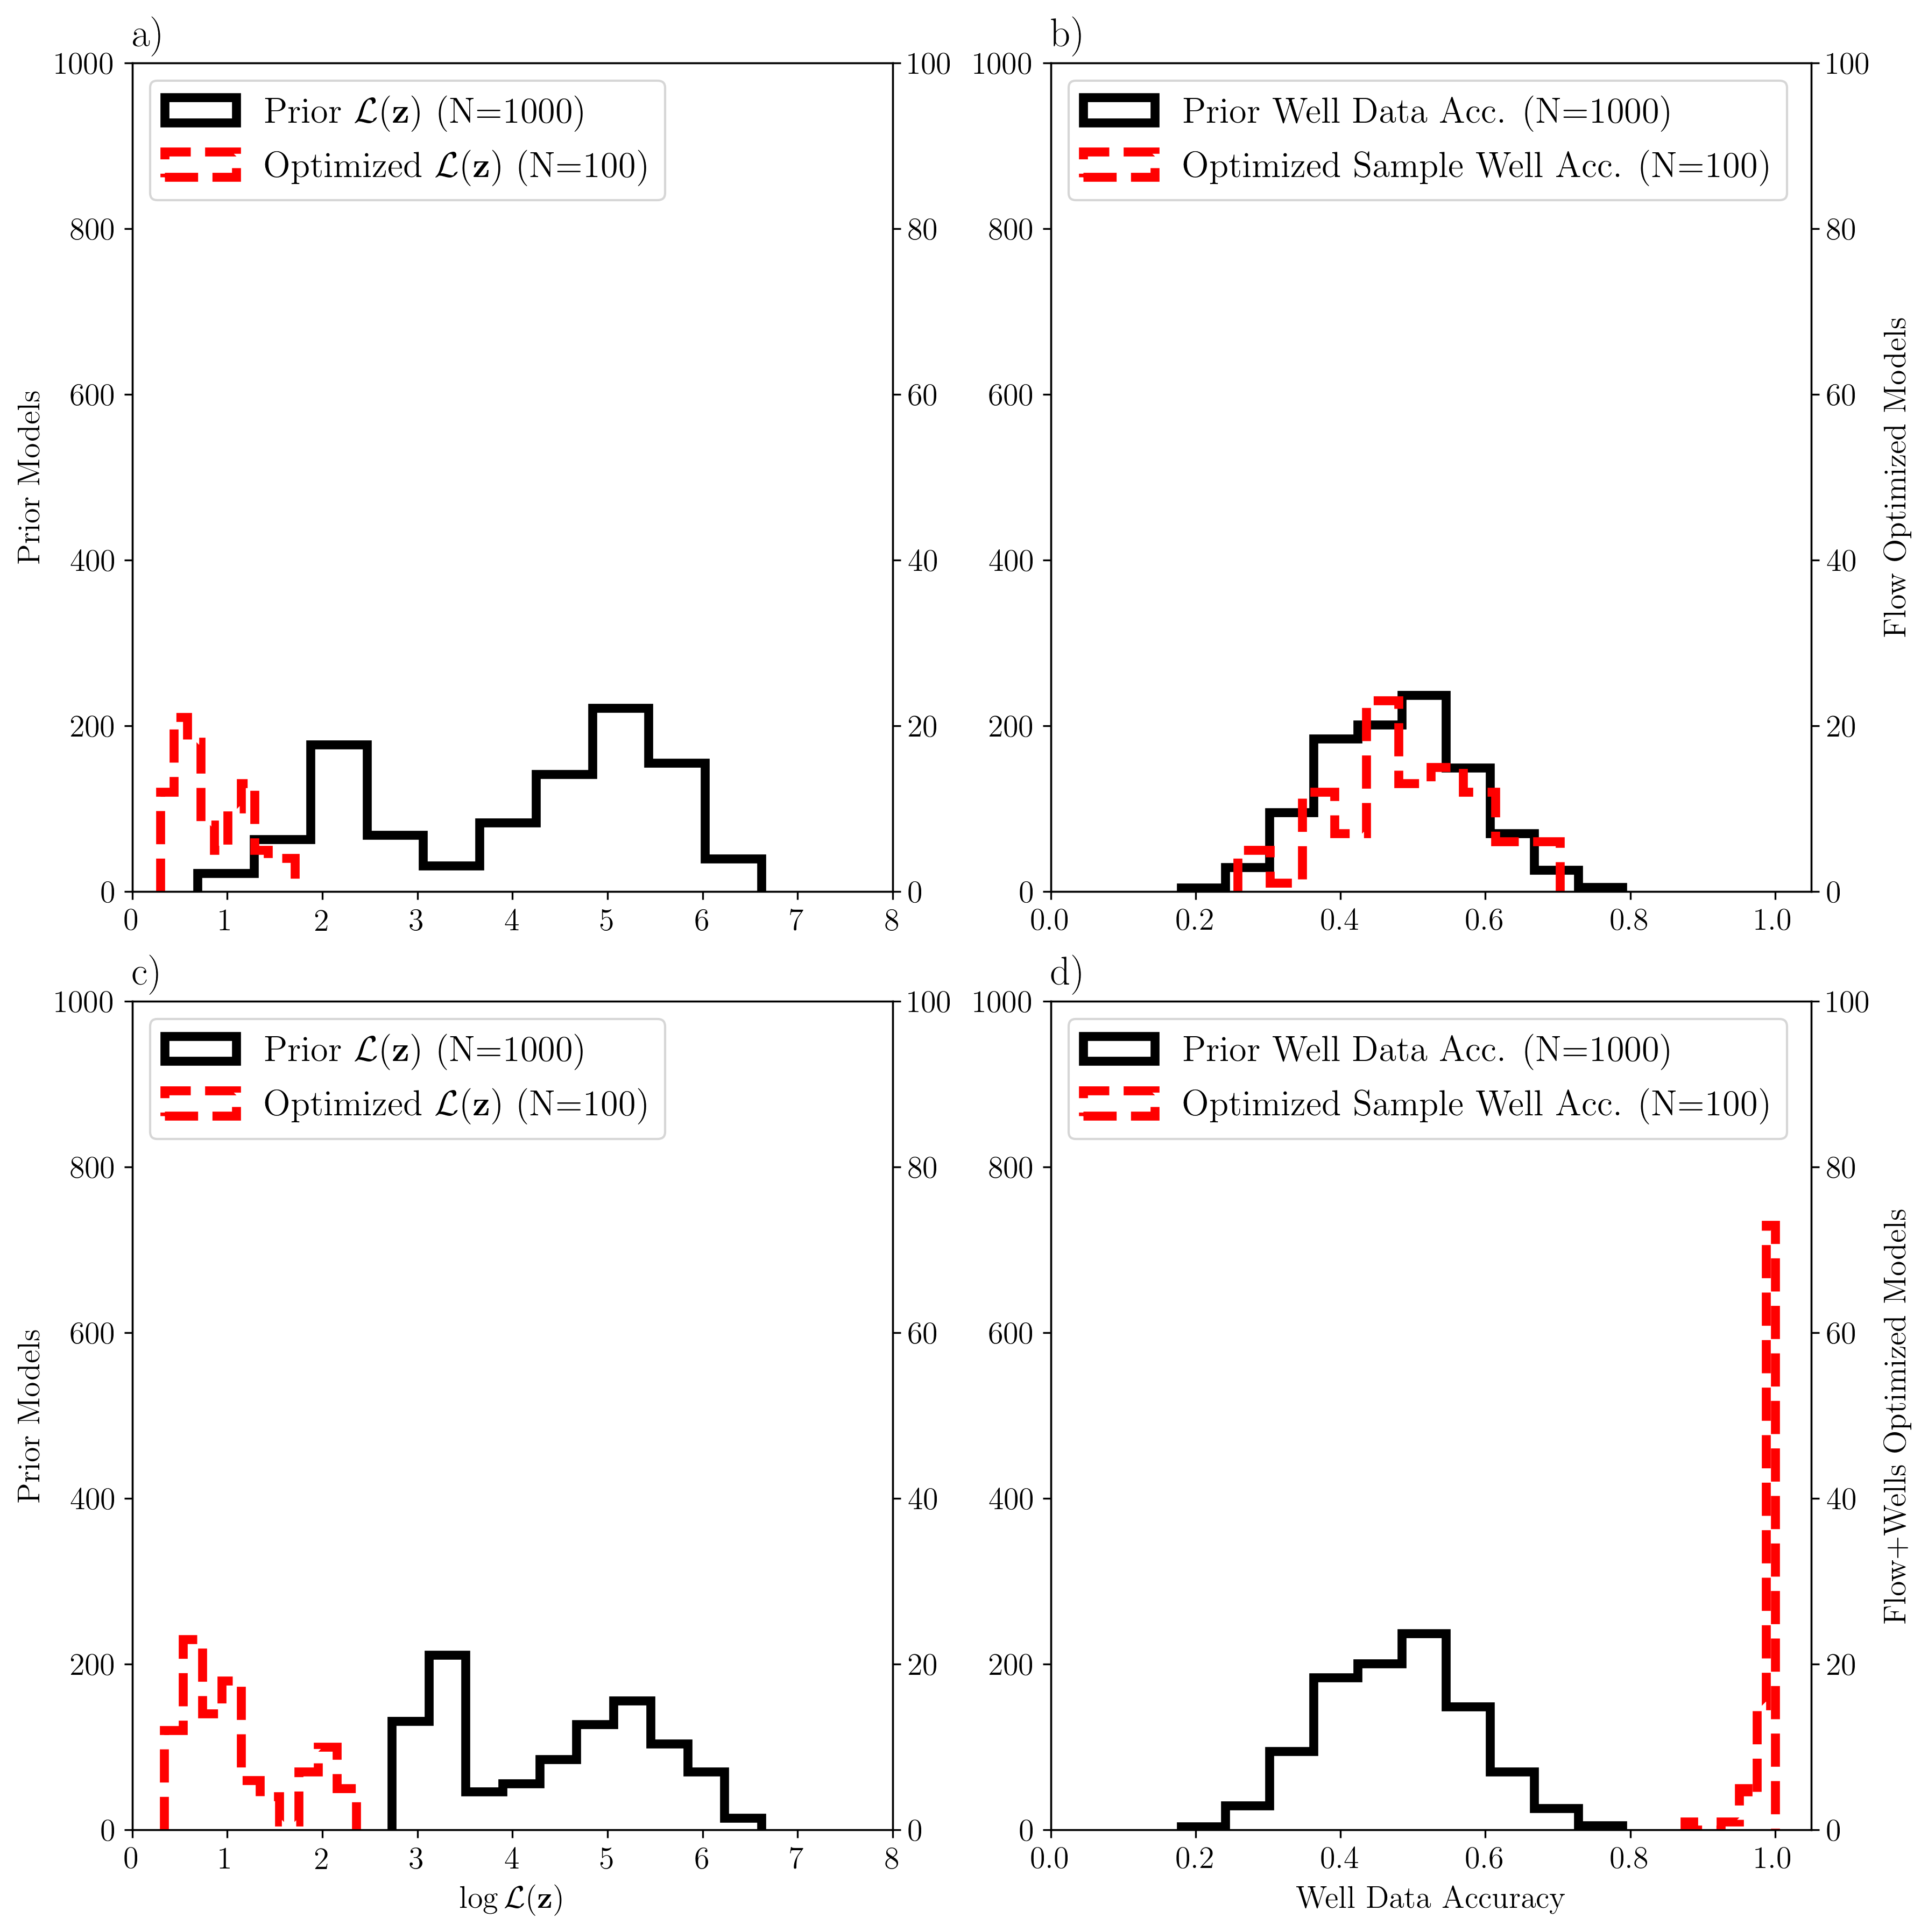 a)
Prior Models
1000
800
600
400
200
0
Prior 𝓛(𝐳) (N=1000)
Optimized 𝓛(𝐳) (N=100)
100
80
60
40
20
0
0 1 2 3 4 5 6 7 8
b)
1000
800
600
400
200
0
Prior Well Data Acc. (N=1000)
Optimized Sample Well Acc. (N=100)
100
80
60
40
20
0
Flow Optimized Models
0.0 0.2 0.4 0.6 0.8 1.0
c)
Prior Models
1000
800
600
400
200
0
Prior 𝓛(𝐳) (N=1000)
Optimized 𝓛(𝐳) (N=100)
100
80
60
40
20
0
0 1 2 3 4 5 6 7 8
log 𝓛(𝐳)
d)
1000
800
600
400
200
0
Prior Well Data Acc. (N=1000)
Optimized Sample Well Acc. (N=100)
100
80
60
40
20
0
Flow+Wells Optimized Models
0.0 0.2 0.4 0.6 0.8 1.0
Well Data Accuracy